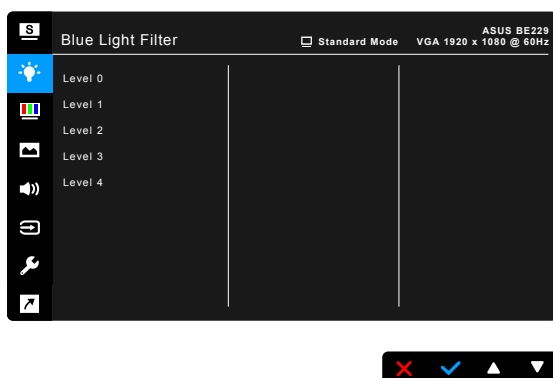 S
Blue Light Filter
Standard Mode
ASUS BE229
VGA 1920 x 1080 @ 60Hz
Level 0
Level 1
Level 2
Level 3
Level 4